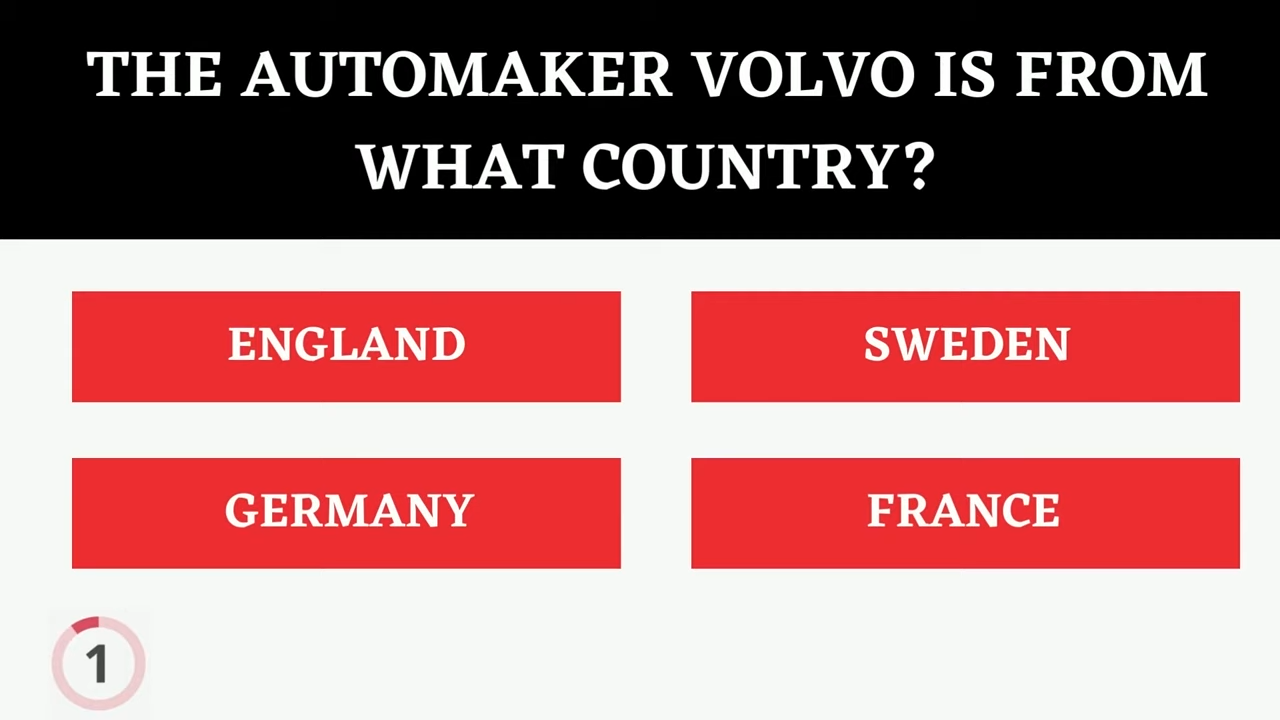 THE AUTOMAKER VOLVO IS FROM
WHAT COUNTRY?
ENGLAND
SWEDEN
GERMANY
FRANCE
1